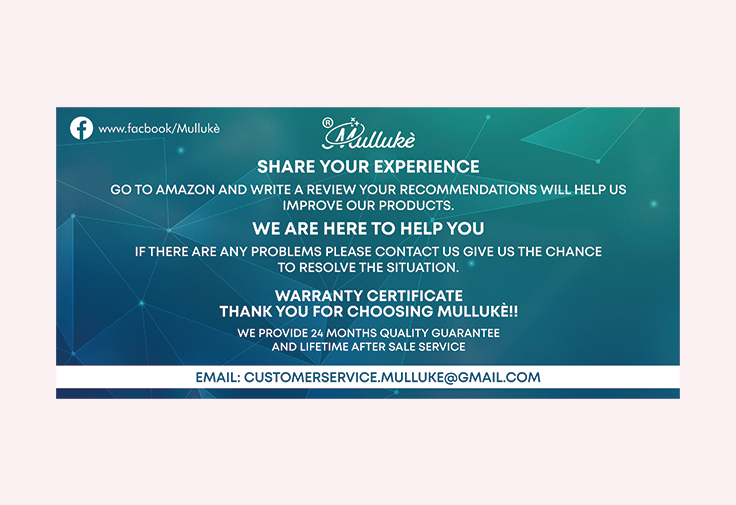 www.facbook/Mullukè
® Mullukè
SHARE YOUR EXPERIENCE
GO TO AMAZON AND WRITE A REVIEW YOUR RECOMMENDATIONS WILL HELP US
IMPROVE OUR PRODUCTS.
WE ARE HERE TO HELP YOU
IF THERE ARE ANY PROBLEMS PLEASE CONTACT US GIVE US THE CHANCE
TO RESOLVE THE SITUATION.
WARRANTY CERTIFICATE
THANK YOU FOR CHOOSING MULLUKÈ!!
WE PROVIDE 24 MONTHS QUALITY GUARANTEE
AND LIFETIME AFTER SALE SERVICE
EMAIL: CUSTOMERSERVICE.MULLUKE@GMAIL.COM